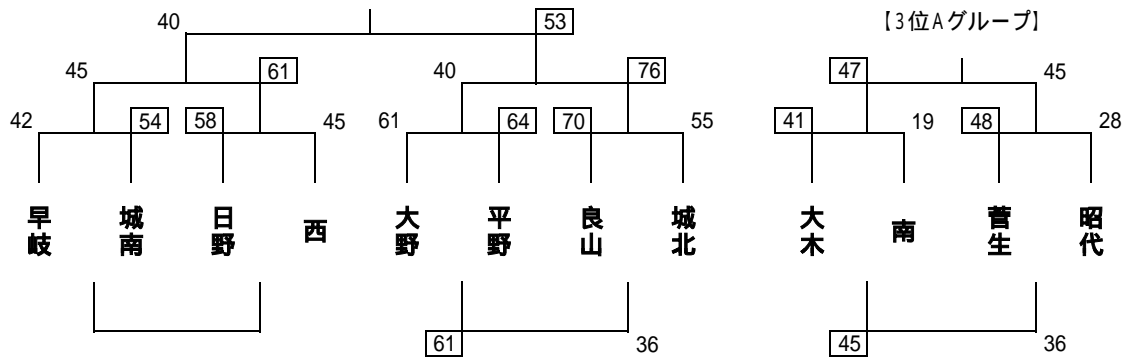 40 53 【3位Aグループ】
45 61 40 76 47 45
42 54 58 45 61 64 70 55 41 19 48 28
早岐 城南 日野 西 大野 平野 良山 城北 大木 南 菅生 昭代
61 36 45 36